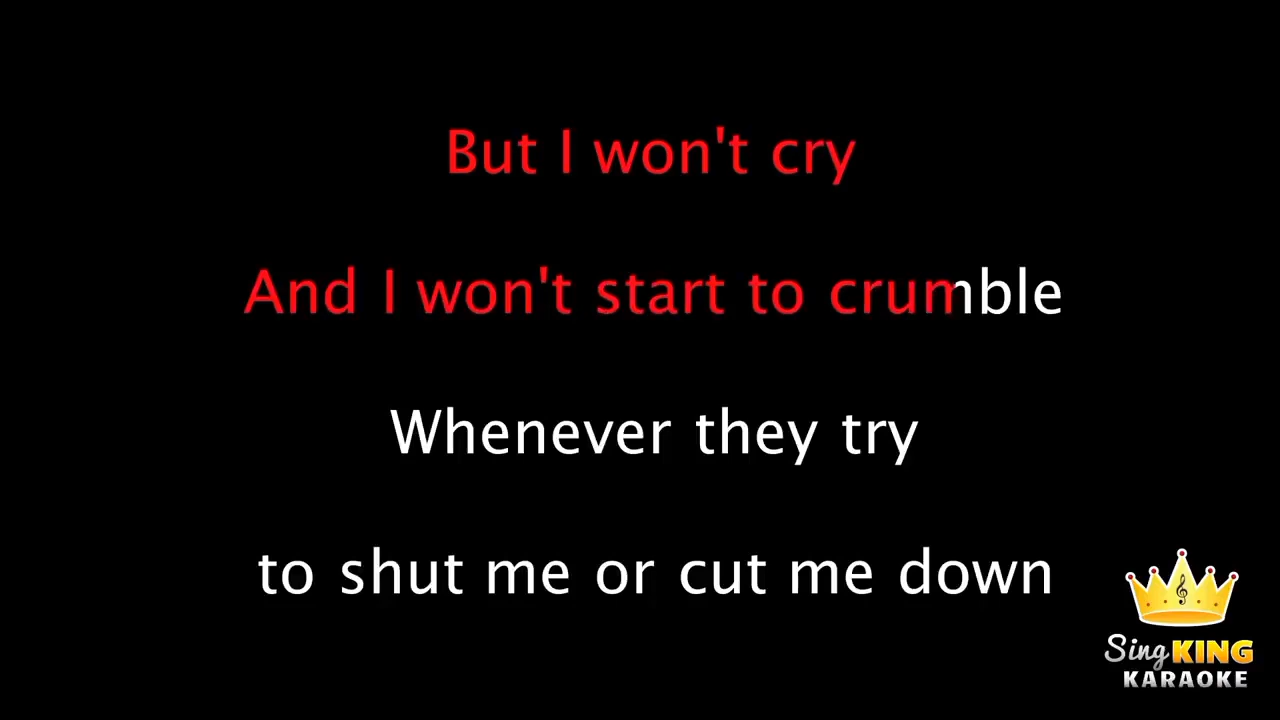 But I won't cry
And I won't start to crumble
Whenever they try
to shut me or cut me down
Sing KING
KARAOKE